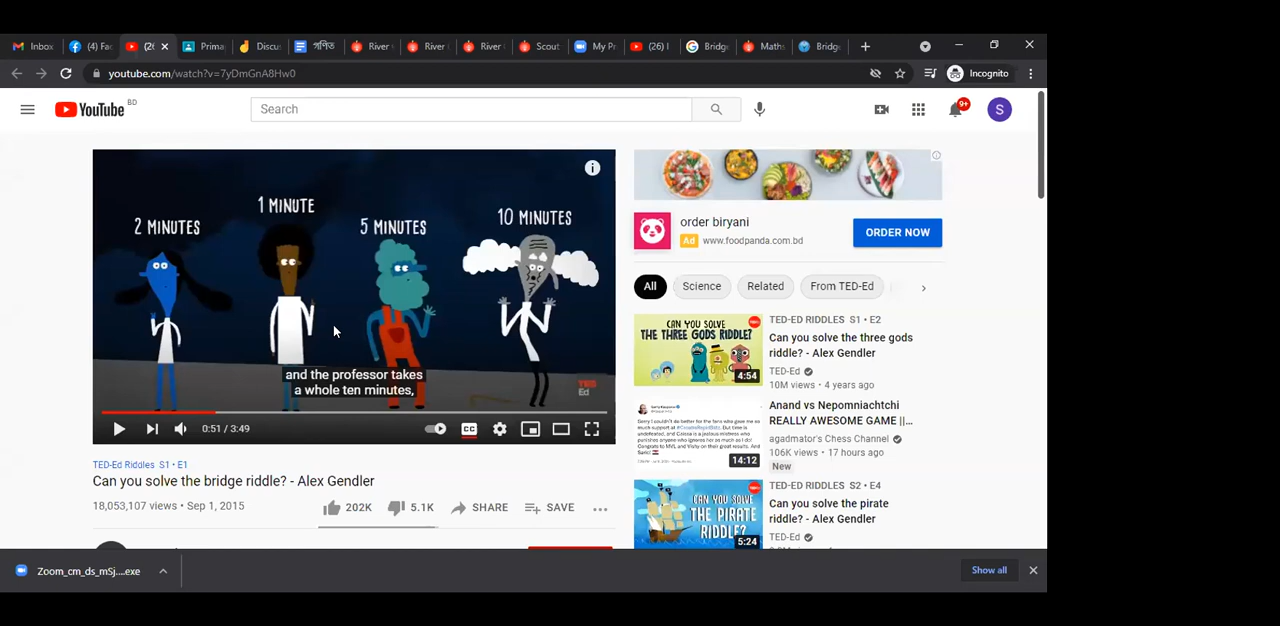 Inbox
(4) Fac
(26
Prima
Discu
গণিত
River
River
River
Scout
My Pr
(26) I
Bridg
Maths
Bridg
youtube.com/watch?v=7yDmGnA8Hw0
Incognito
YouTube BD
Search
9+
S
2 MINUTES
1 MINUTE
5 MINUTES
10 MINUTES
and the professor takes
a whole ten minutes,
TED
Ed
0:51 / 3:49
CC
TED-Ed Riddles S1 • E1
Can you solve the bridge riddle? - Alex Gendler
18,053,107 views • Sep 1, 2015
202K
5.1K
SHARE
SAVE
order biryani
Ad www.foodpanda.com.bd
ORDER NOW
All
Science
Related
From TED-Ed
CAN YOU SOLVE
THE THREE GODS RIDDLE?
4:54
TED-ED RIDDLES S1 • E2
Can you solve the three gods
riddle? - Alex Gendler
TED-Ed
10M views • 4 years ago
14:12
Anand vs Nepomniachtchi
REALLY AWESOME GAME ||...
agadmator's Chess Channel
106K views • 17 hours ago
New
CAN YOU SOLVE
THE PIRATE
RIDDLE?
5:24
TED-ED RIDDLES S2 • E4
Can you solve the pirate
riddle? - Alex Gendler
Zoom_cm_ds_mSj....exe
Show all